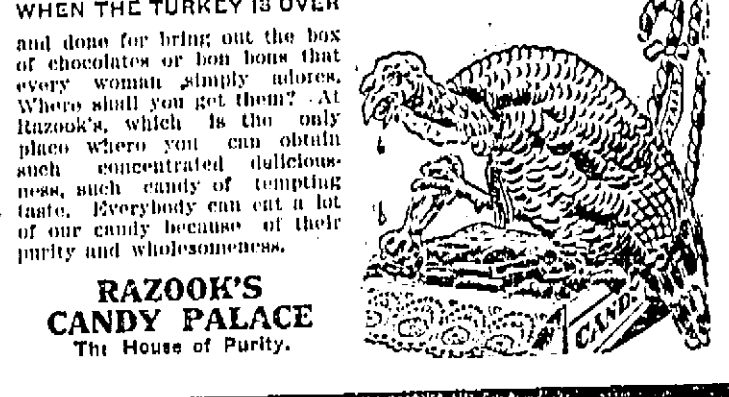 WHEN THE TURKEY IS OVER
and done for bring out the box
of chocolates or bon bons that
every woman simply adores.
Where shall you get them? At
Razook's, which is the only
place where you can obtain
such concentrated delicious-
ness, such candy of tempting
taste. Everybody can eat a lot
of our candy because of their
purity and wholesomeness.
RAZOOK'S
CANDY PALACE
The House of Purity.
CANDY